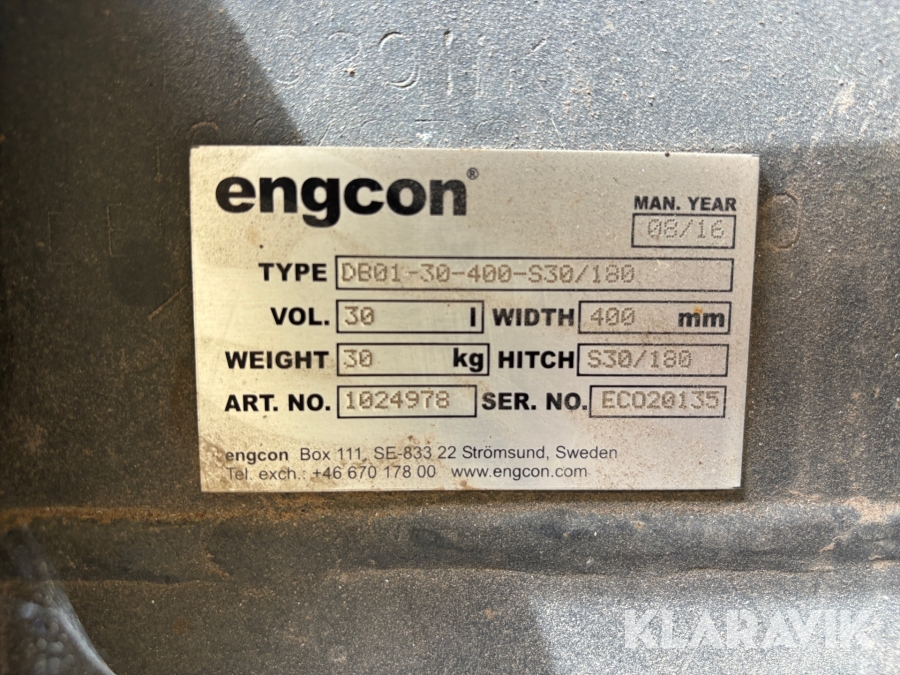 engcon®
MAN. YEAR
08/16
TYPE DB01-30-400-S30/180
VOL. 30 l WIDTH 400 mm
WEIGHT 30 kg HITCH S30/180
ART. NO. 1024978 SER. NO. ECO20135
engcon Box 111, SE-833 22 Strömsund, Sweden
Tel. exch.: +46 670 178 00 www.engcon.com
KLARAVIK